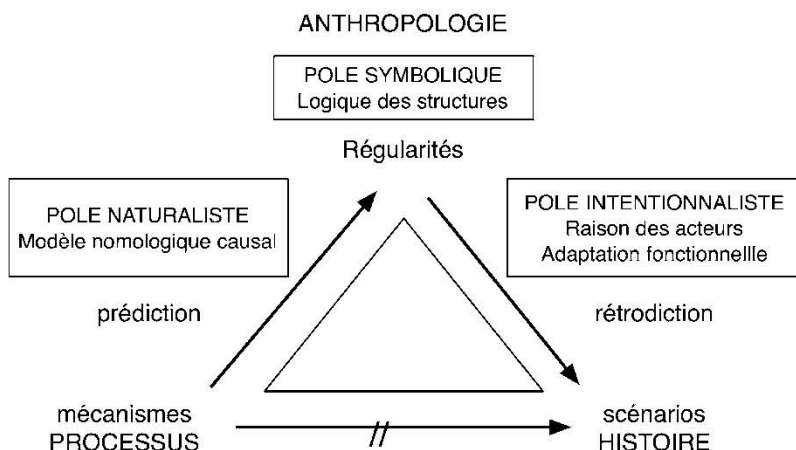 ANTHROPOLOGIE
POLE SYMBOLIQUE
Logique des structures
Régularités
POLE NATURALISTE
Modèle nomologique causal
POLE INTENTIONNALISTE
Raison des acteurs
Adaptation fonctionnellle
prédiction
rétrodiction
mécanismes
PROCESSUS
scénarios
HISTOIRE